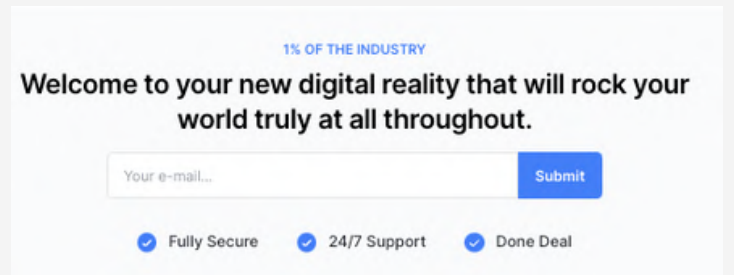 1% OF THE INDUSTRY
Welcome to your new digital reality that will rock your
world truly at all throughout.
Your e-mail...
Submit
Fully Secure
24/7 Support
Done Deal